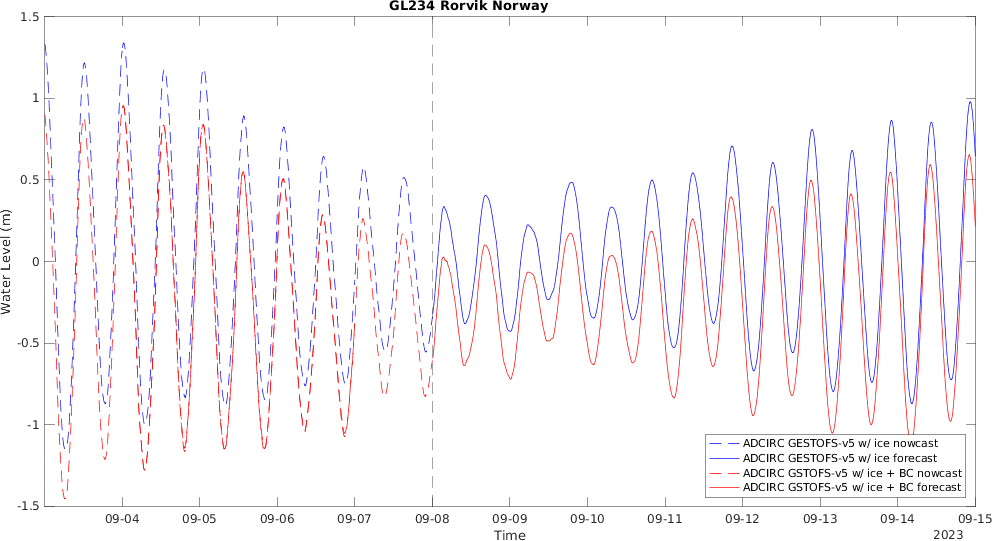 GL234 Rorvik Norway
1.5
1
0.5
0
-0.5
-1
-1.5
Water Level (m)
09-04 09-05 09-06 09-07 09-08 09-09 09-10 09-11 09-12 09-13 09-14 09-15
Time
2023
ADCIRC GESTOFS-v5 w/ ice nowcast
ADCIRC GESTOFS-v5 w/ ice forecast
ADCIRC GSTOFS-v5 w/ ice + BC nowcast
ADCIRC GSTOFS-v5 w/ ice + BC forecast